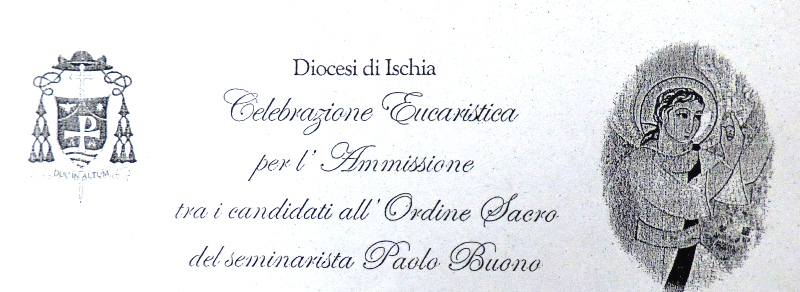 Diocesi di Ischia
Celebrazione Eucaristica
per l' Ammissione
tra i candidati all' Ordine Sacro
del seminarista Paolo Buono
DUC IN ALTUM